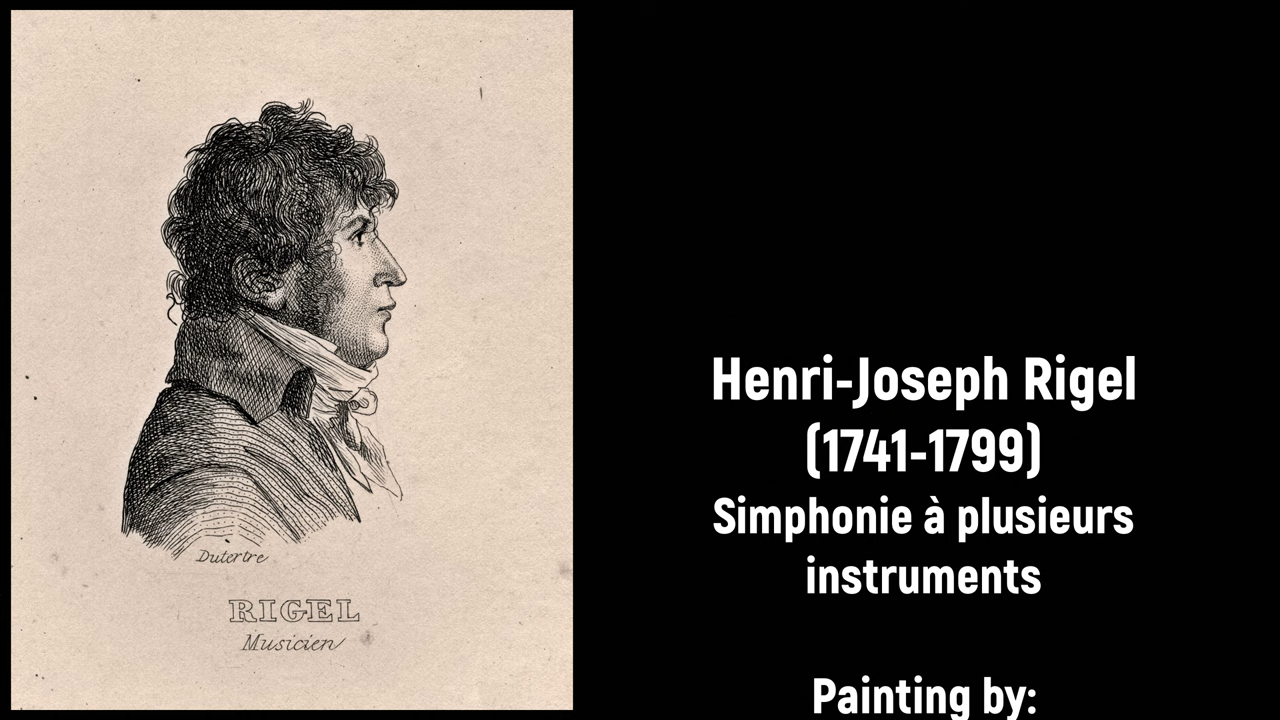 Dutertre
RIGEL
Musicien
Henri-Joseph Rigel
(1741-1799)
Simphonie à plusieurs
instruments
Painting by: